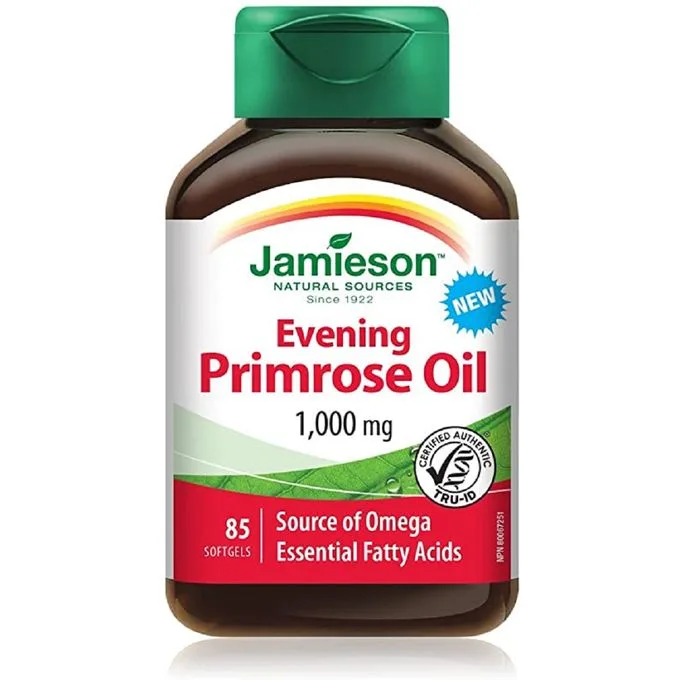 Jamieson™
NATURAL SOURCES
Since 1922
NEW
Evening
Primrose Oil
1,000 mg
CERTIFIED AUTHENTIC
TRU-ID
85
SOFTGELS
Source of Omega
Essential Fatty Acids
NPN 80067251